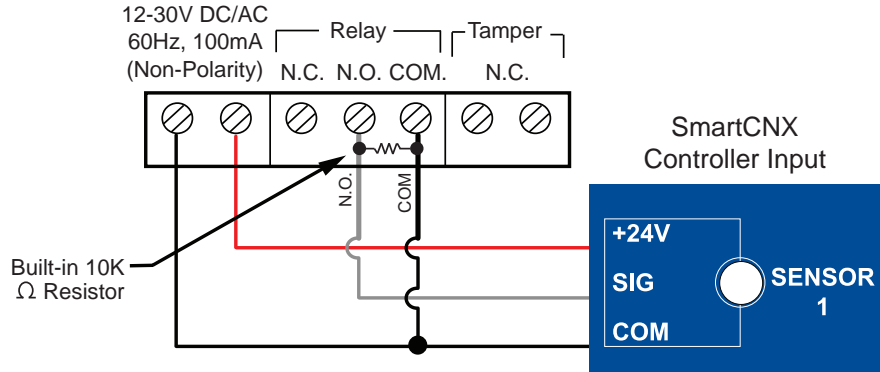 12-30V DC/AC
60Hz, 100mA
(Non-Polarity)
Relay
N.C. N.O. COM.
Tamper
N.C.
N.O.
COM
Built-in 10K
Ω Resistor
SmartCNX
Controller Input
+24V
SIG
COM
SENSOR
1